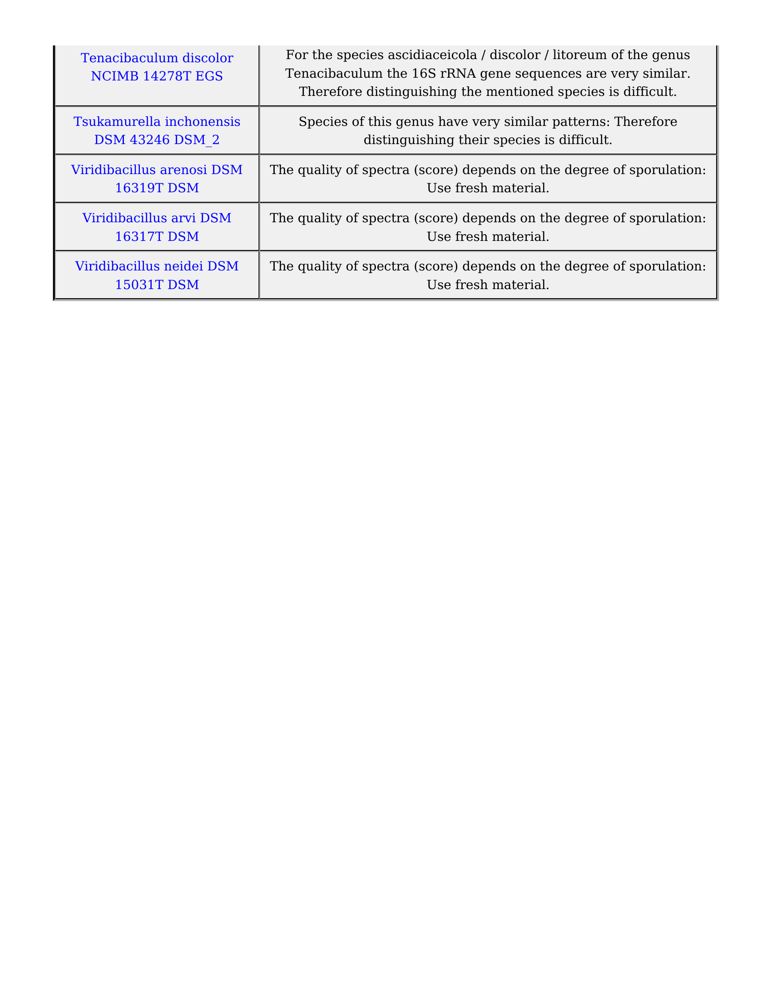 Tenacibaculum discolor
NCIMB 14278T EGS
For the species ascidiaceicola / discolor / litoreum of the genus
Tenacibaculum the 16S rRNA gene sequences are very similar.
Therefore distinguishing the mentioned species is difficult.
Tsukamurella inchonensis
DSM 43246 DSM_2
Species of this genus have very similar patterns: Therefore
distinguishing their species is difficult.
Viridibacillus arenosi DSM
16319T DSM
The quality of spectra (score) depends on the degree of sporulation:
Use fresh material.
Viridibacillus arvi DSM
16317T DSM
The quality of spectra (score) depends on the degree of sporulation:
Use fresh material.
Viridibacillus neidei DSM
15031T DSM
The quality of spectra (score) depends on the degree of sporulation:
Use fresh material.